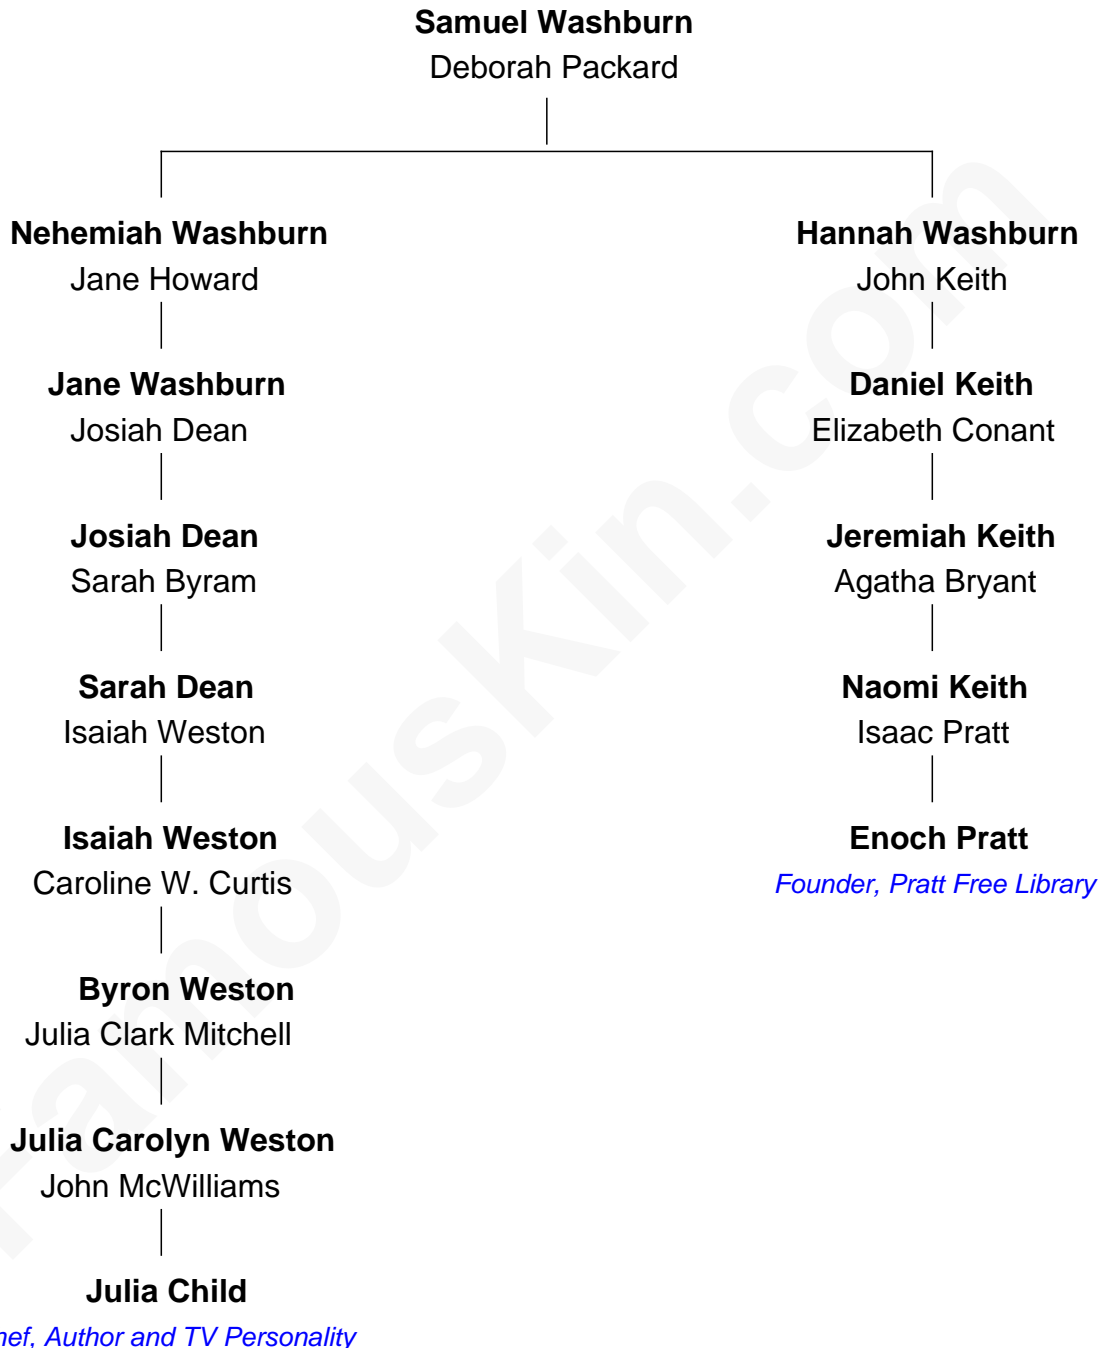 Samuel Washburn
Deborah Packard
Nehemiah Washburn
Jane Howard
Jane Washburn
Josiah Dean
Josiah Dean
Sarah Byram
Sarah Dean
Isaiah Weston
Isaiah Weston
Caroline W. Curtis
Byron Weston
Julia Clark Mitchell
Julia Carolyn Weston
John McWilliams
Julia Child
hef, Author and TV Personality
Hannah Washburn
John Keith
Daniel Keith
Elizabeth Conant
Jeremiah Keith
Agatha Bryant
Naomi Keith
Isaac Pratt
Enoch Pratt
Founder, Pratt Free Library
FamousKin.com